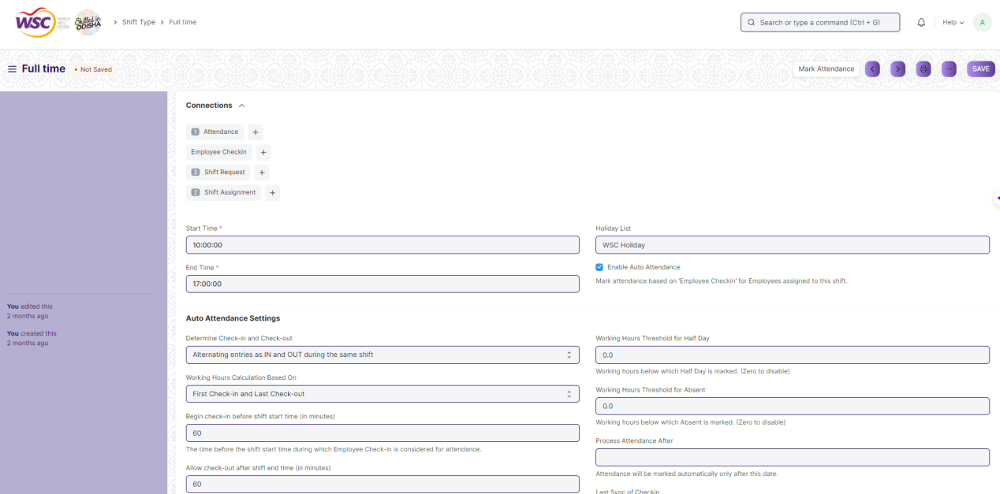 WSC WORLD SKILL CENTER
Skilled in ODISHA
Shift Type
Full time
Search or type a command (Ctrl + G)
Help
A
Full time
• Not Saved
Mark Attendance
SAVE
Connections
1 Attendance +
Employee Checkin +
2 Shift Request +
2 Shift Assignment +
You edited this
2 months ago
You created this
2 months ago
Start Time *
10:00:00
End Time *
17:00:00
Holiday List
WSC Holiday
Enable Auto Attendance
Mark attendance based on 'Employee Checkin' for Employees assigned to this shift.
Auto Attendance Settings
Determine Check-in and Check-out
Alternating entries as IN and OUT during the same shift
Working Hours Calculation Based On
First Check-in and Last Check-out
Begin check-in before shift start time (in minutes)
60
The time before the shift start time during which Employee Check-in is considered for attendance.
Allow check-out after shift end time (in minutes)
60
Working Hours Threshold for Half Day
0.0
Working hours below which Half Day is marked. (Zero to disable)
Working Hours Threshold for Absent
0.0
Working hours below which Absent is marked. (Zero to disable)
Process Attendance After
Attendance will be marked automatically only after this date.
Last Sync of Checkin